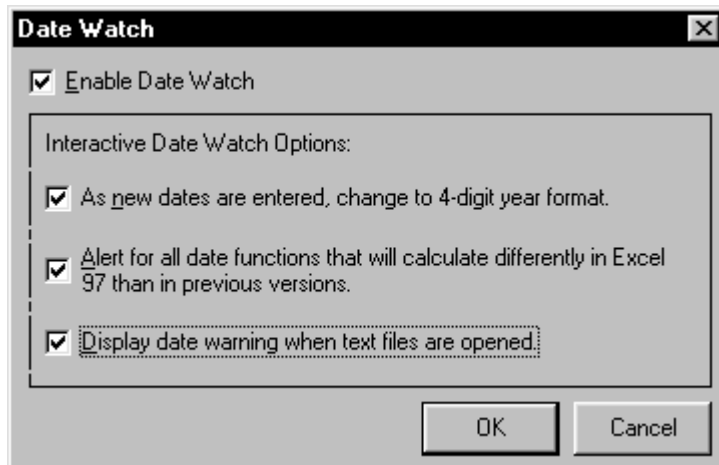 Date Watch
Enable Date Watch
Interactive Date Watch Options:
As new dates are entered, change to 4-digit year format.
Alert for all date functions that will calculate differently in Excel
97 than in previous versions.
Display date warning when text files are opened.
OK Cancel